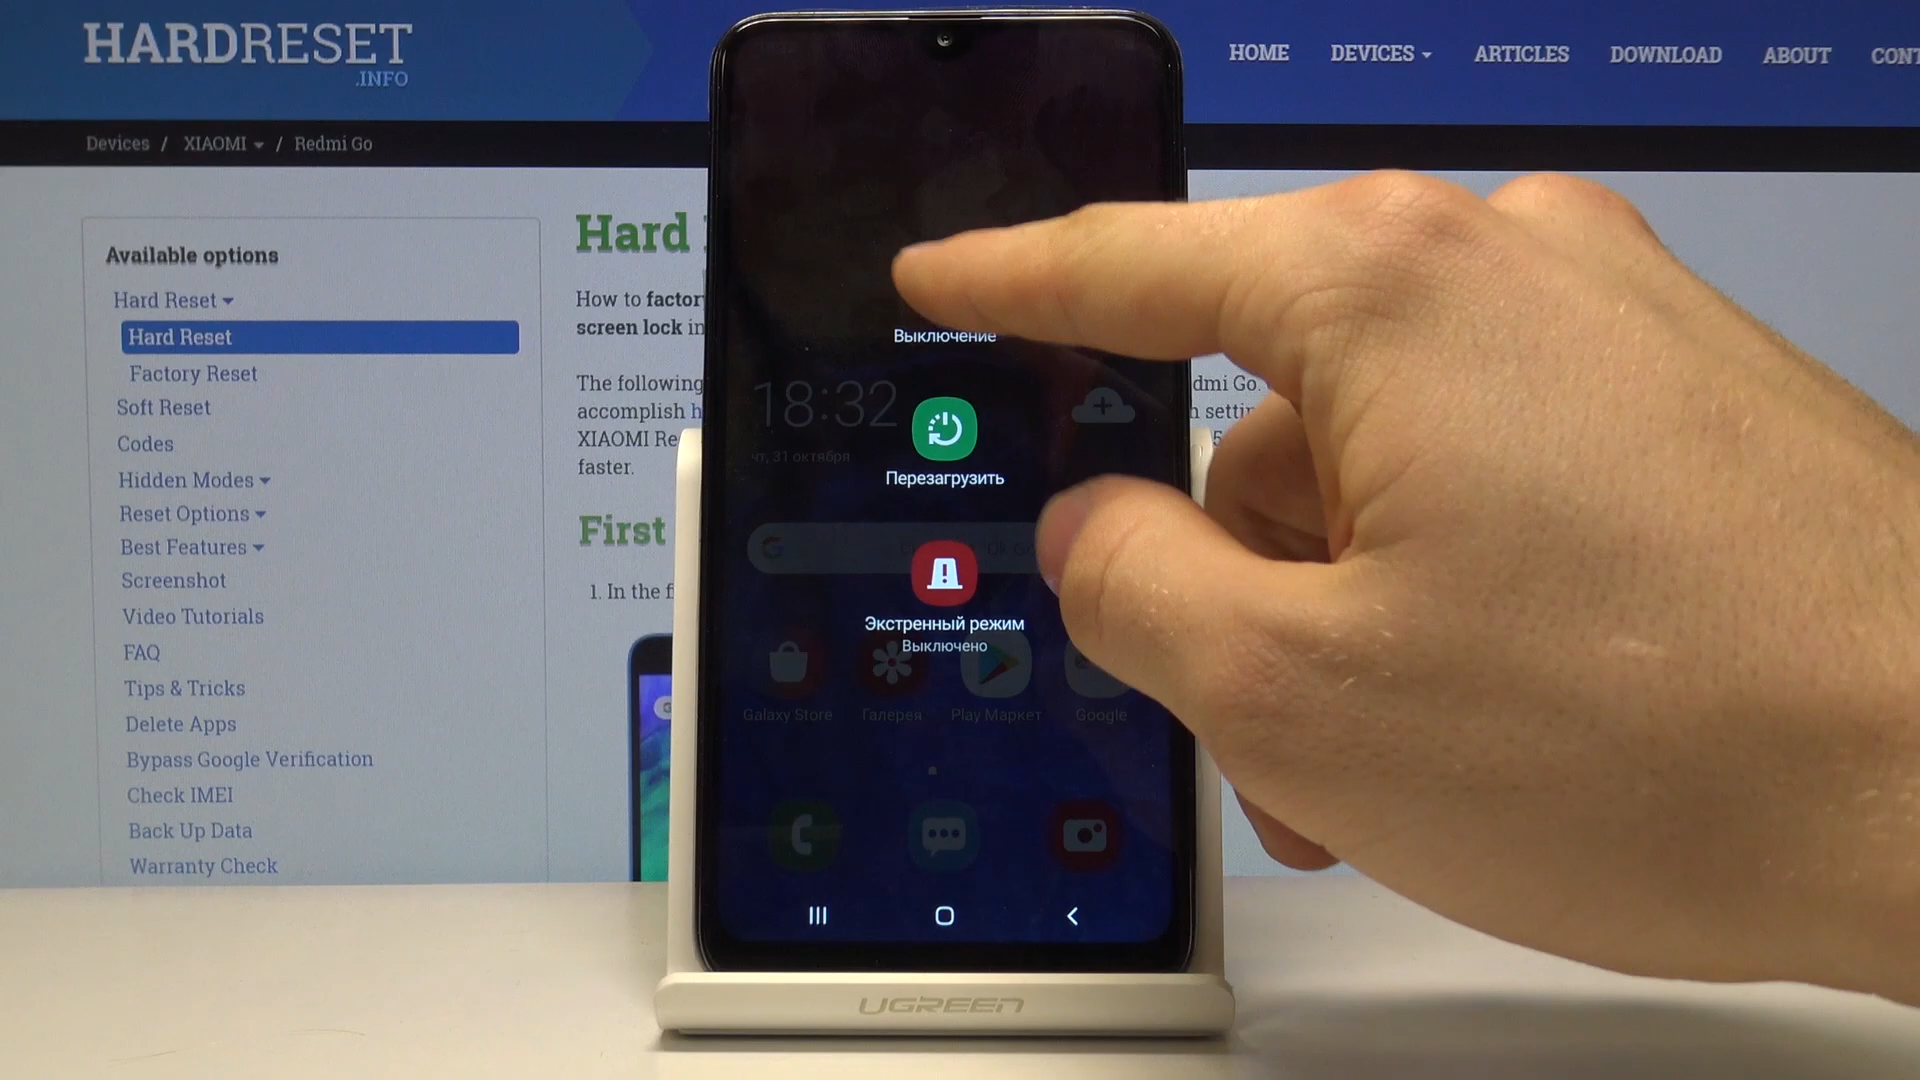 HARDRESET
.INFO
HOME DEVICES ARTICLES DOWNLOAD ABOUT
Devices / XIAOMI / Redmi Go
Available options
Hard Reset
Hard Reset
Factory Reset
Soft Reset
Codes
Hidden Modes
Reset Options
Best Features
Screenshot
Video Tutorials
FAQ
Tips & Tricks
Delete Apps
Bypass Google Verification
Check IMEI
Back Up Data
Warranty Check
Hard
How to factor
screen lock in
The following
accomplish h
XIAOMI Re
faster.
First
1. In the f
Выключение
18:32
чт, 31 октября
Перезагрузить
Экстренный режим
Выключено
Galaxy Store Галерея Play Маркет Google
UGREEN